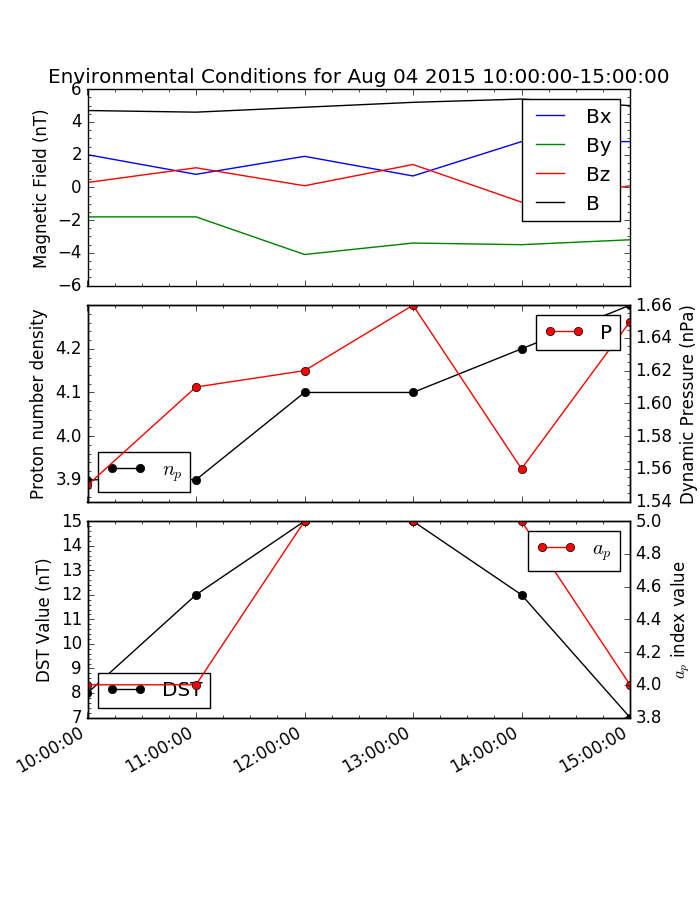 Environmental Conditions for Aug 04 2015 10:00:00-15:00:00
Magnetic Field (nT)
6
4
2
0
−2
−4
−6
Bx
By
Bz
B
Proton number density
4.2
4.1
4.0
3.9
n_p
P
1.66
1.64
1.62
1.60
1.58
1.56
1.54
Dynamic Pressure (nPa)
DST Value (nT)
15
14
13
12
11
10
9
8
7
DST
a_p
5.0
4.8
4.6
4.4
4.2
4.0
3.8
a_p index value
10:00:00
11:00:00
12:00:00
13:00:00
14:00:00
15:00:00